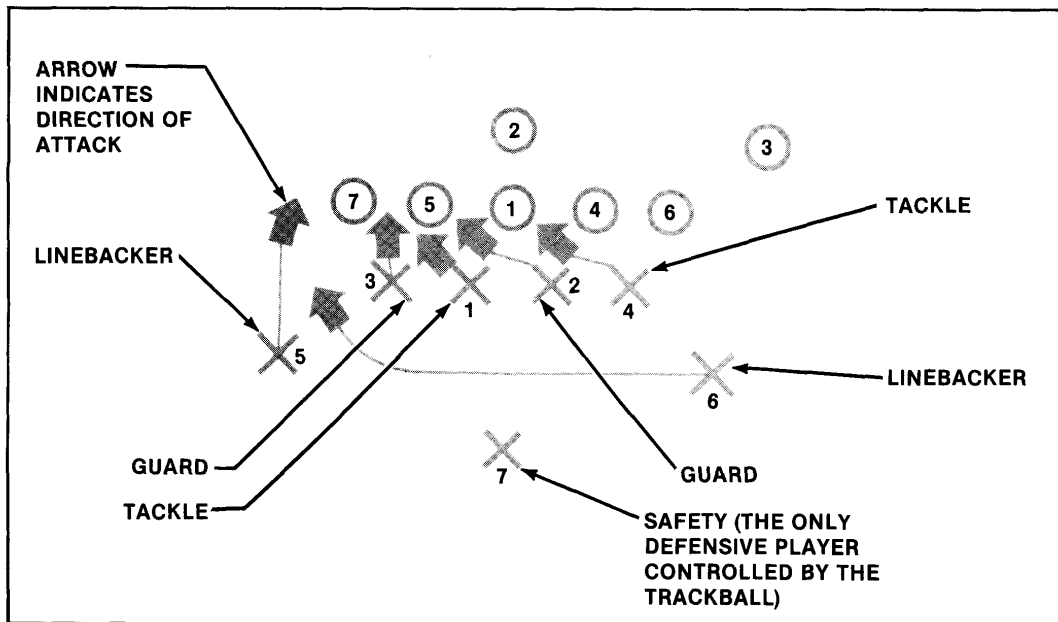 ARROW
INDICATES
DIRECTION OF
ATTACK
2
3
7
5
1
4
6
TACKLE
LINEBACKER
3
1
2
4
5
6
LINEBACKER
7
GUARD
TACKLE
GUARD
SAFETY (THE ONLY
DEFENSIVE PLAYER
CONTROLLED BY THE
TRACKBALL)